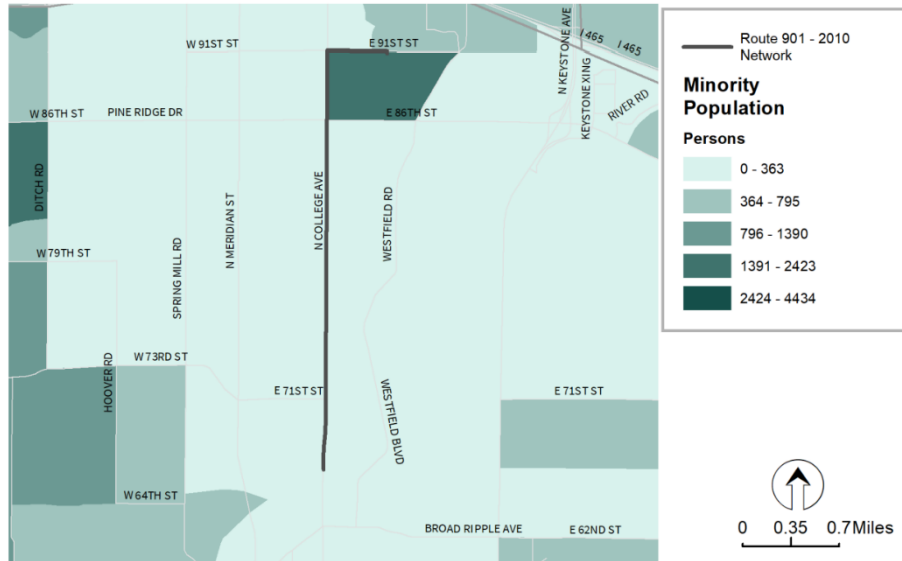 W 91ST ST
E 91ST ST
N KEYSTONE AVE
I 465
I 465
KEYSTONE XING
RIVER RD
W 86TH ST
PINE RIDGE DR
E 86TH ST
DITCH RD
N MERIDIAN ST
N COLLEGE AVE
WESTFIELD RD
W 79TH ST
SPRING MILL RD
HOOVER RD
W 73RD ST
E 71ST ST
WESTFIELD BLVD
E 71ST ST
W 64TH ST
BROAD RIPPLE AVE
E 62ND ST
Route 901 - 2010
Network
Minority
Population
Persons
0 - 363
364 - 795
796 - 1390
1391 - 2423
2424 - 4434
0 0.35 0.7Miles